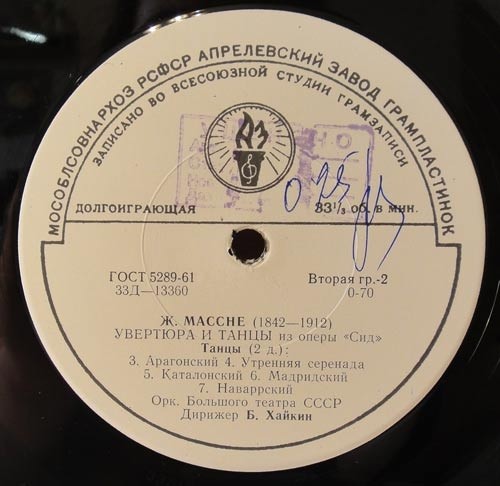 МОСОБЛСОВНАРХОЗ РСФСР АПРЕЛЕВСКИЙ ЗАВОД ГРАМПЛАСТИНОК
ЗАПИСАНО ВО ВСЕСОЮЗНОЙ СТУДИИ ГРАМЗАПИСИ
АЗ
ДОЛГОИГРАЮЩАЯ
33⅓ об. в мин.
ГОСТ 5289-61
Вторая гр.-2
33Д—13360
0-70
Ж. МАССНЕ (1842—1912)
УВЕРТЮРА И ТАНЦЫ из оперы «Сид»
Танцы (2 д.):
3. Арагонский 4. Утренняя серенада
5. Каталонский 6. Мадридский
7. Наваррский
Орк. Большого театра СССР
Дирижер Б. Хайкин